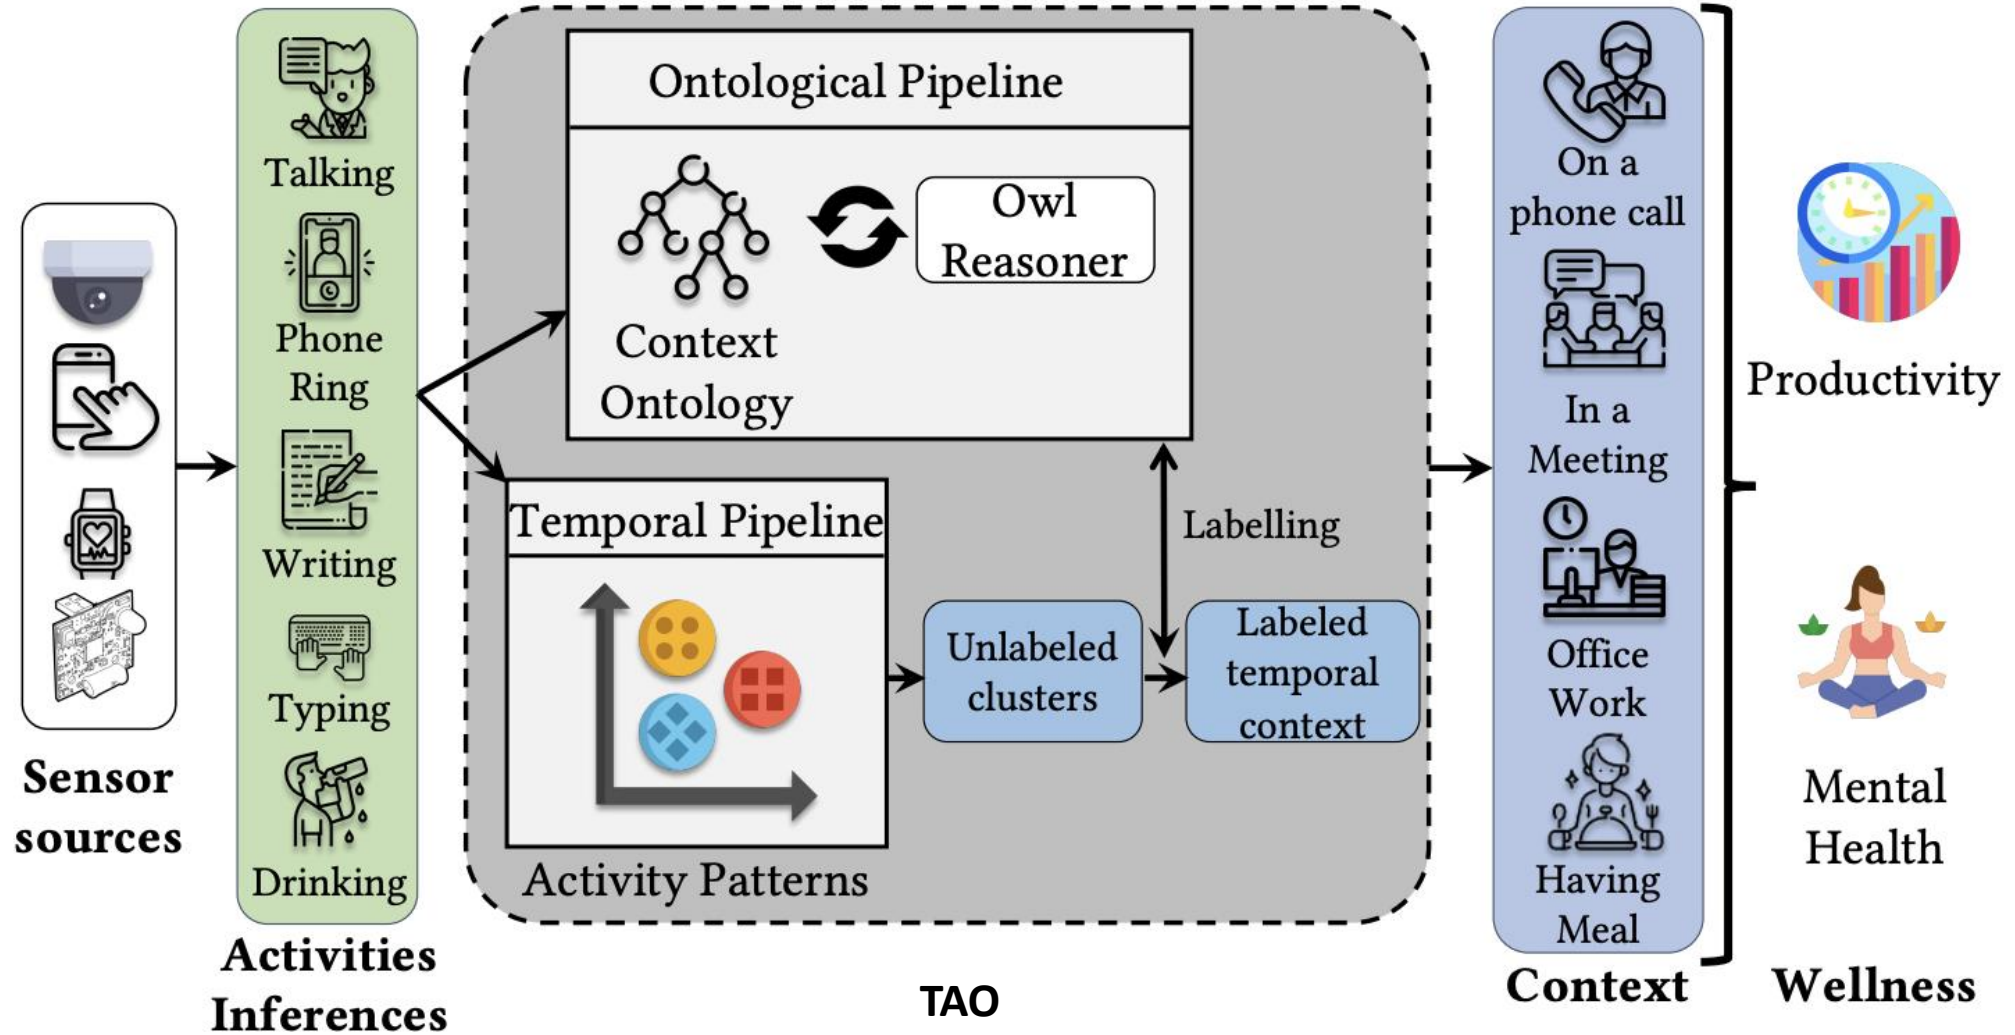 Sensor
sources
Talking
Phone
Ring
Writing
Typing
Drinking
Activities
Inferences
Ontological Pipeline
Context
Ontology
Owl
Reasoner
Temporal Pipeline
Activity Patterns
Unlabeled
clusters
Labelling
Labeled
temporal
context
TAO
On a
phone call
In a
Meeting
Office
Work
Having
Meal
Context
Productivity
Mental
Health
Wellness